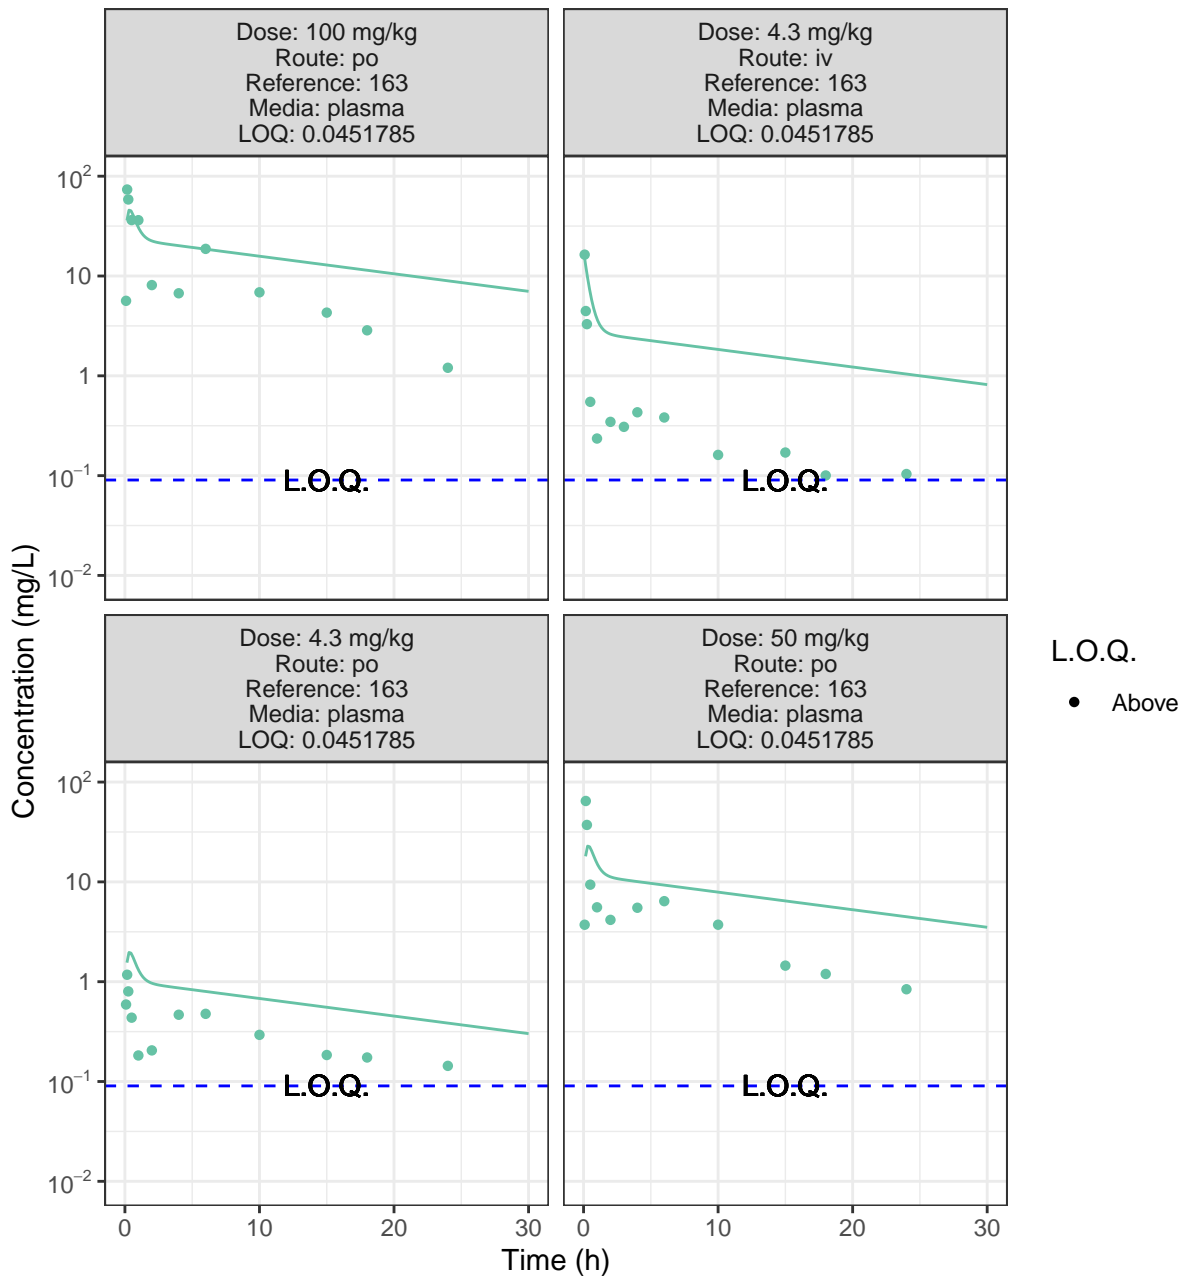 Dose: 100 mg/kg
Route: po
Reference: 163
Media: plasma
LOQ: 0.0451785
Dose: 4.3 mg/kg
Route: iv
Reference: 163
Media: plasma
LOQ: 0.0451785
10²
10
1
10⁻¹
10⁻²
L.O.Q.
L.O.Q.
Dose: 4.3 mg/kg
Route: po
Reference: 163
Media: plasma
LOQ: 0.0451785
Dose: 50 mg/kg
Route: po
Reference: 163
Media: plasma
LOQ: 0.0451785
10²
10
1
10⁻¹
10⁻²
L.O.Q.
L.O.Q.
0 10 20 30
0 10 20 30
Time (h)
Concentration (mg/L)
L.O.Q.
Above